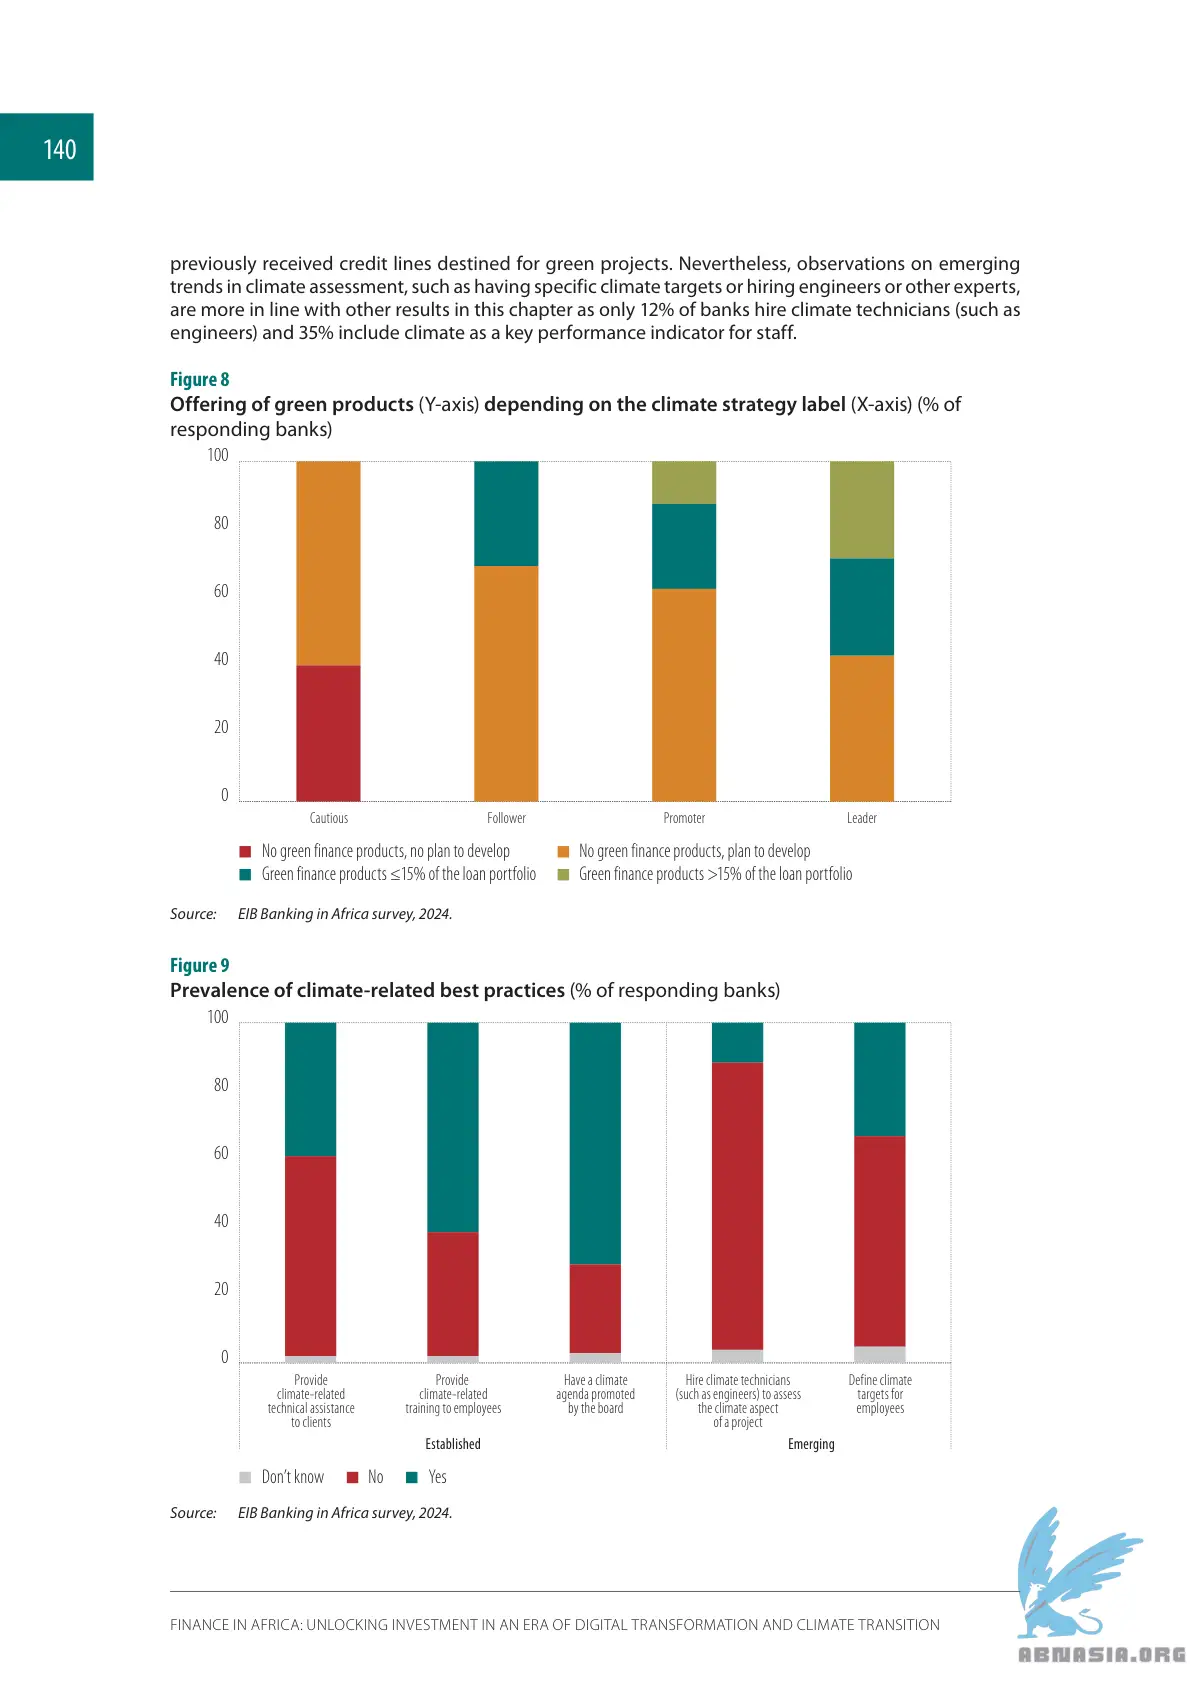 140
previously received credit lines destined for green projects. Nevertheless, observations on emerging
trends in climate assessment, such as having specific climate targets or hiring engineers or other experts,
are more in line with other results in this chapter as only 12% of banks hire climate technicians (such as
engineers) and 35% include climate as a key performance indicator for staff.
Figure 8
Offering of green products (Y-axis) depending on the climate strategy label (X-axis) (% of
responding banks)
100
80
60
40
20
0
Cautious Follower Promoter Leader
No green finance products, no plan to develop No green finance products, plan to develop
Green finance products ≤15% of the loan portfolio Green finance products >15% of the loan portfolio
Source: EIB Banking in Africa survey, 2024.
Figure 9
Prevalence of climate-related best practices (% of responding banks)
100
80
60
40
20
0
Provide
climate-related
technical assistance
to clients
Provide
climate-related
training to employees
Have a climate
agenda promoted
by the board
Hire climate technicians
(such as engineers) to assess
the climate aspect
of a project
Define climate
targets for
employees
Established Emerging
Don't know No Yes
Source: EIB Banking in Africa survey, 2024.
FINANCE IN AFRICA: UNLOCKING INVESTMENT IN AN ERA OF DIGITAL TRANSFORMATION AND CLIMATE TRANSITION
ABNASIA.ORG